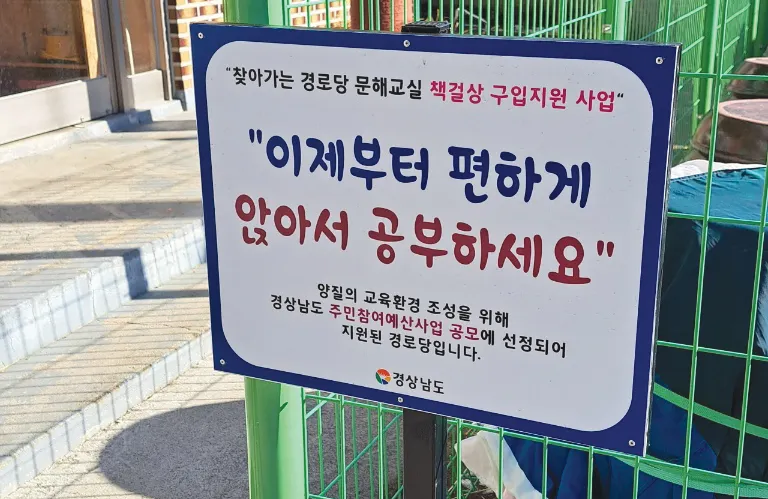 "찾아가는 경로당 문해교실 책걸상 구입지원 사업"
"이제부터 편하게
앉아서 공부하세요"
양질의 교육환경 조성을 위해
경상남도 주민참여예산사업 공모에 선정되어
지원된 경로당입니다.
경상남도